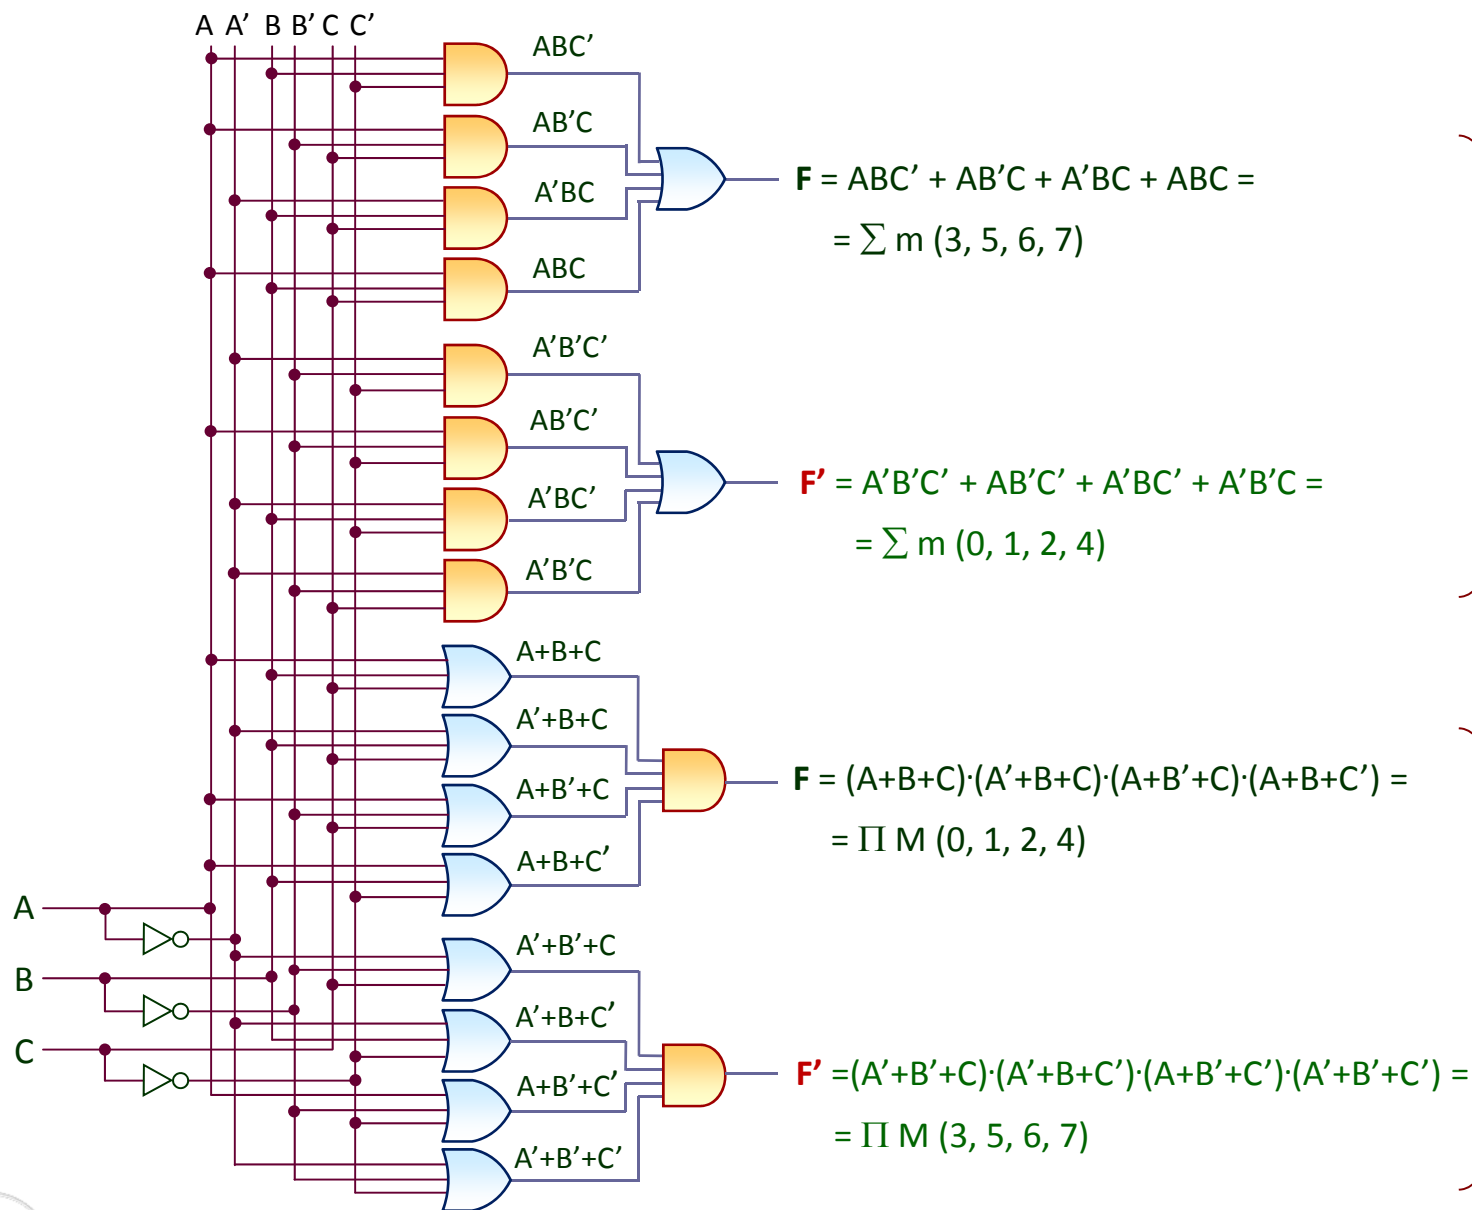 A A’ B B’ C C’
ABC’
AB’C
A’BC
ABC
F = ABC’ + AB’C + A’BC + ABC =
= ∑ m (3, 5, 6, 7)
A’B’C’
AB’C’
A’BC’
A’B’C
F’ = A’B’C’ + AB’C’ + A’BC’ + A’B’C =
= ∑ m (0, 1, 2, 4)
A+B+C
A’+B+C
A+B’+C
A+B+C’
F = (A+B+C)·(A’+B+C)·(A+B’+C)·(A+B+C’) =
= Π M (0, 1, 2, 4)
A
B
C
A’+B’+C
A’+B+C’
A+B’+C’
A’+B’+C’
F’ =(A’+B’+C)·(A’+B+C’)·(A+B’+C’)·(A’+B’+C’) =
= Π M (3, 5, 6, 7)